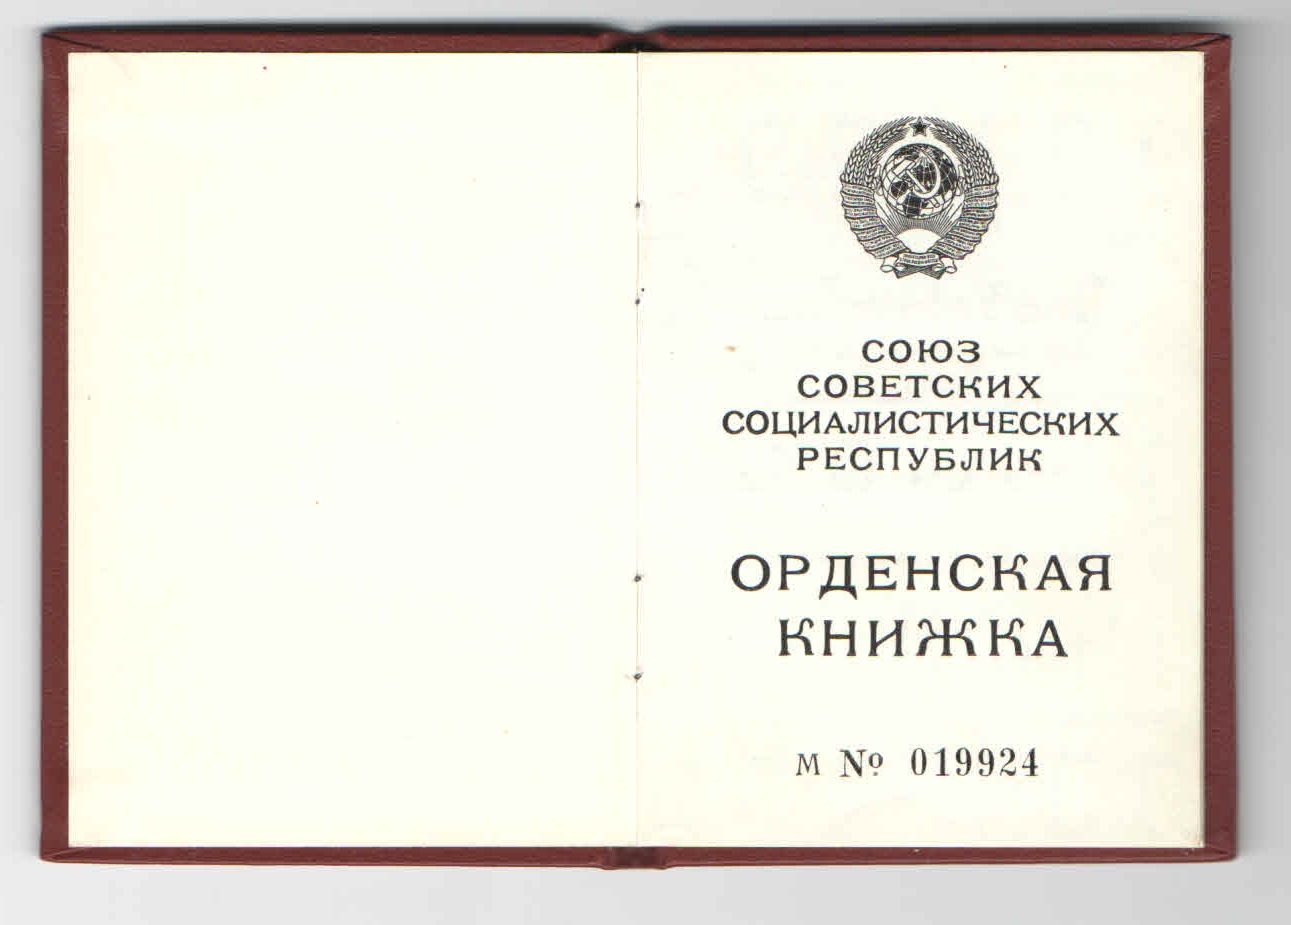 СОЮЗ
СОВЕТСКИХ
СОЦИАЛИСТИЧЕСКИХ
РЕСПУБЛИК
ОРДЕНСКАЯ
КНИЖКА
М № 019924